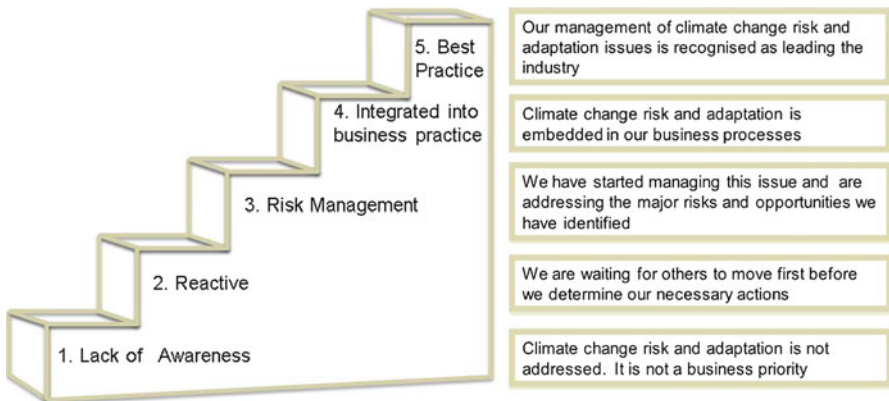 5. Best
Practice
Our management of climate change risk and
adaptation issues is recognised as leading the
industry
4. Integrated into
business practice
Climate change risk and adaptation is
embedded in our business processes
3. Risk Management
We have started managing this issue and are
addressing the major risks and opportunities we
have identified
2. Reactive
We are waiting for others to move first before
we determine our necessary actions
1. Lack of Awareness
Climate change risk and adaptation is not
addressed. It is not a business priority